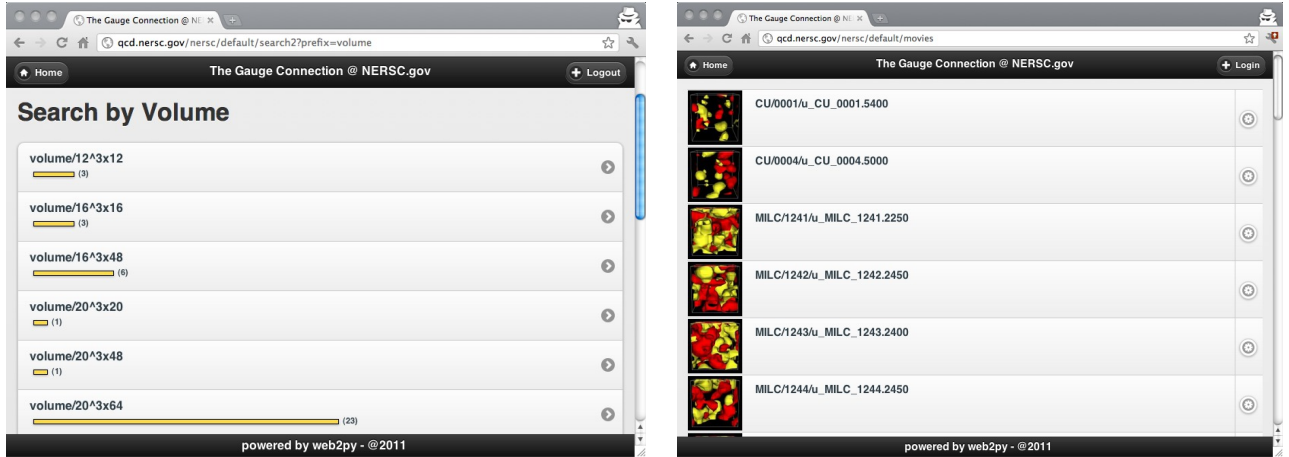 The Gauge Connection @ NE
qcd.nersc.gov/nersc/default/search2?prefix=volume
Home
The Gauge Connection @ NERSC.gov
Logout
Search by Volume
volume/12^3x12
(3)
volume/16^3x16
(3)
volume/16^3x48
(6)
volume/20^3x20
(1)
volume/20^3x48
(1)
volume/20^3x64
(23)
powered by web2py - @2011
The Gauge Connection @ NE
qcd.nersc.gov/nersc/default/movies
Home
The Gauge Connection @ NERSC.gov
Login
CU/0001/u_CU_0001.5400
CU/0004/u_CU_0004.5000
MILC/1241/u_MILC_1241.2250
MILC/1242/u_MILC_1242.2450
MILC/1243/u_MILC_1243.2400
MILC/1244/u_MILC_1244.2450
powered by web2py - @2011